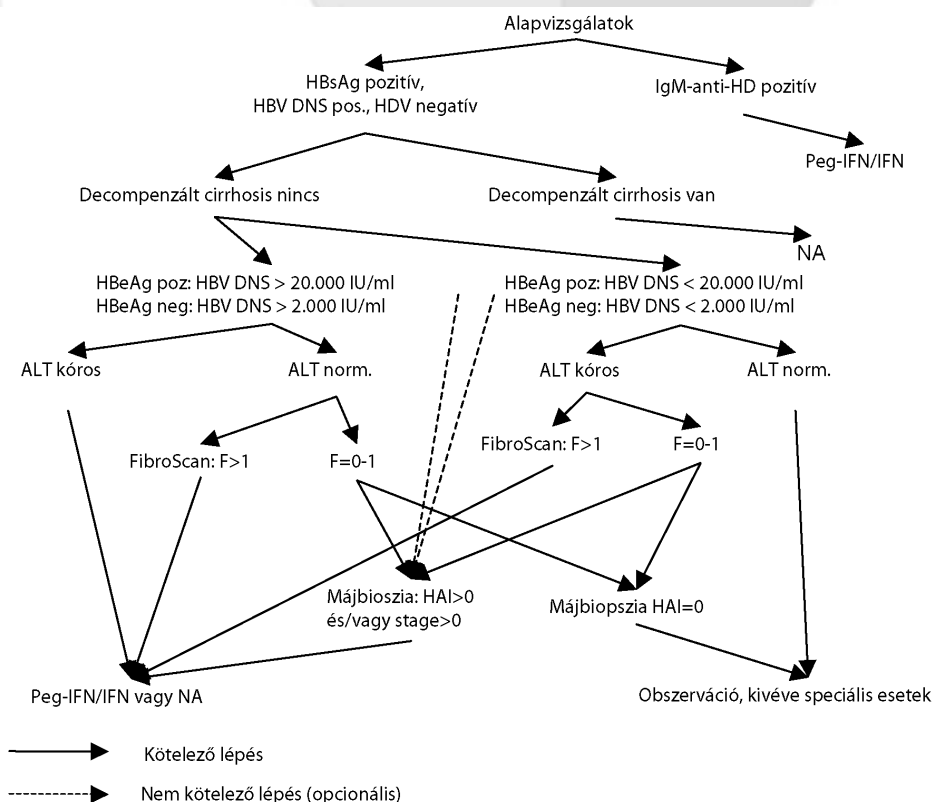 Alapvizsgálatok
HBsAg pozitív,
HBV DNS pos., HDV negatív
IgM-anti-HD pozitív
Peg-IFN/IFN
Decompenzált cirrhosis nincs
Decompenzált cirrhosis van
NA
HBeAg poz: HBV DNS > 20.000 IU/ml
HBeAg neg: HBV DNS > 2.000 IU/ml
HBeAg poz: HBV DNS < 20.000 IU/ml
HBeAg neg: HBV DNS < 2.000 IU/ml
ALT kóros
ALT norm.
ALT kóros
ALT norm.
FibroScan: F>1
F=0-1
FibroScan: F>1
F=0-1
Májbioszia: HAI>0
és/vagy stage>0
Májbiopszia HAI=0
Peg-IFN/IFN vagy NA
Obszerváció, kivéve speciális esetek
Kötelező lépés
Nem kötelező lépés (opcionális)